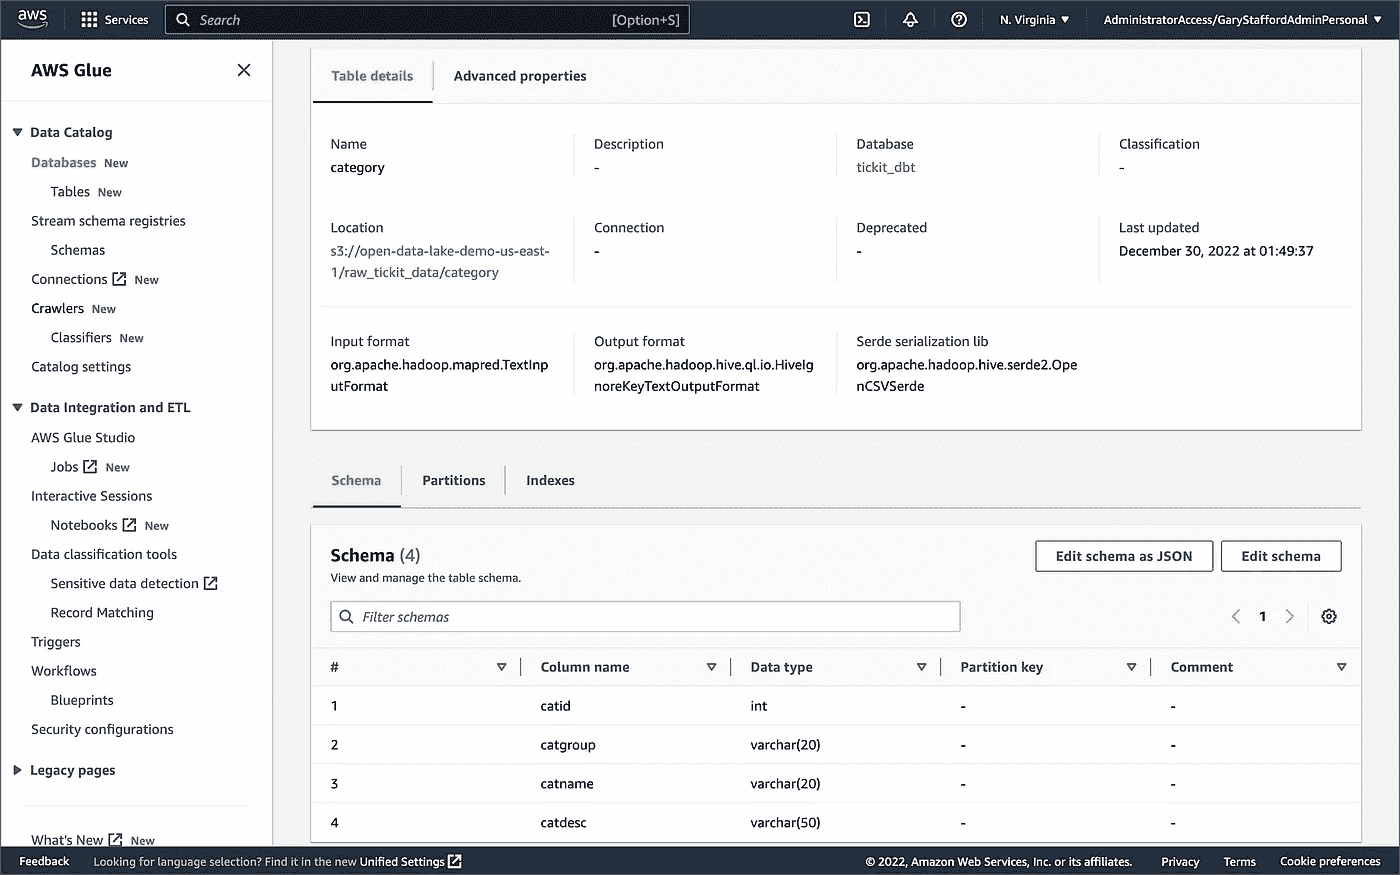 aws
Services
Search [Option+S]
N. Virginia
AdministratorAccess/GaryStaffordAdminPersonal
AWS Glue
Data Catalog
Databases New
Tables New
Stream schema registries
Schemas
Connections New
Crawlers New
Classifiers New
Catalog settings
Data Integration and ETL
AWS Glue Studio
Jobs New
Interactive Sessions
Notebooks New
Data classification tools
Sensitive data detection
Record Matching
Triggers
Workflows
Blueprints
Security configurations
Legacy pages
What's New New
Table details Advanced properties
Name
category
Description
-
Database
tickit_dbt
Classification
-
Location
s3://open-data-lake-demo-us-east-
1/raw_tickit_data/category
Connection
-
Deprecated
-
Last updated
December 30, 2022 at 01:49:37
Input format
org.apache.hadoop.mapred.TextInp
utFormat
Output format
org.apache.hadoop.hive.ql.io.HiveIg
noreKeyTextOutputFormat
Serde serialization lib
org.apache.hadoop.hive.serde2.Ope
nCSVSerde
Schema Partitions Indexes
Schema (4)
View and manage the table schema.
Edit schema as JSON
Edit schema
Filter schemas
1
# Column name Data type Partition key Comment
1 catid int - -
2 catgroup varchar(20) - -
3 catname varchar(20) - -
4 catdesc varchar(50) - -
Feedback Looking for language selection? Find it in the new Unified Settings © 2022, Amazon Web Services, Inc. or its affiliates. Privacy Terms Cookie preferences